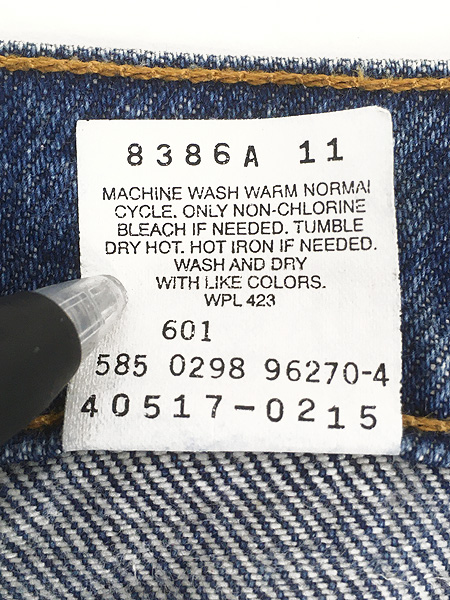 8386A 11
MACHINE WASH WARM NORMAL
CYCLE. ONLY NON-CHLORINE
BLEACH IF NEEDED. TUMBLE
DRY HOT. HOT IRON IF NEEDED.
WASH AND DRY
WITH LIKE COLORS.
WPL 423
601
585 0298 96270-4
40517-0215